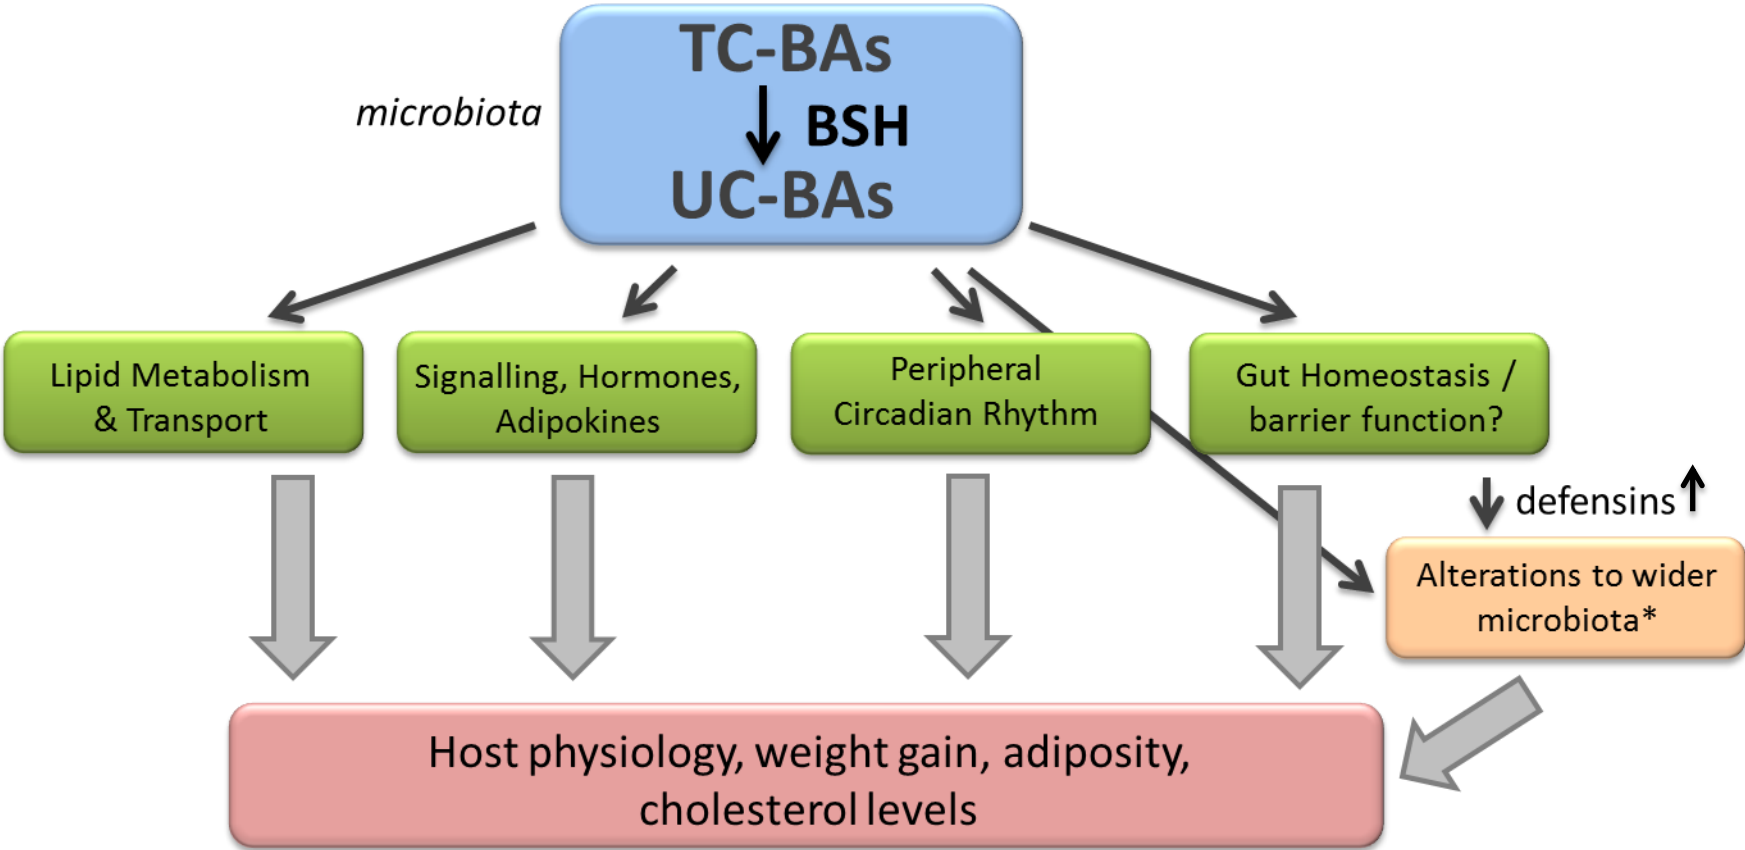 TC-BAs
microbiota
BSH
UC-BAs
Lipid Metabolism
& Transport
Signalling, Hormones,
Adipokines
Peripheral
Circadian Rhythm
Gut Homeostasis /
barrier function?
defensins
Alterations to wider
microbiota*
Host physiology, weight gain, adiposity,
cholesterol levels